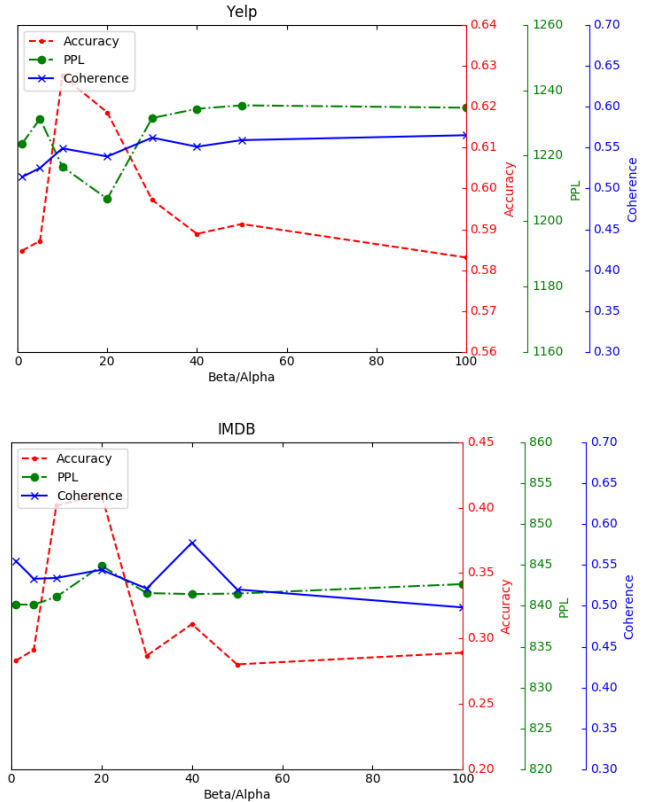 Yelp
Accuracy
PPL
Coherence
0.64
0.63
0.62
0.61
0.60
0.59
0.58
0.57
0.56
Accuracy
1260
1240
1220
1200
1180
1160
PPL
0.70
0.65
0.60
0.55
0.50
0.45
0.40
0.35
0.30
Coherence
0 20 40 60 80 100
Beta/Alpha
IMDB
Accuracy
PPL
Coherence
0.45
0.40
0.35
0.30
0.25
0.20
Accuracy
860
855
850
845
840
835
830
825
820
PPL
0.70
0.65
0.60
0.55
0.50
0.45
0.40
0.35
0.30
Coherence
0 20 40 60 80 100
Beta/Alpha